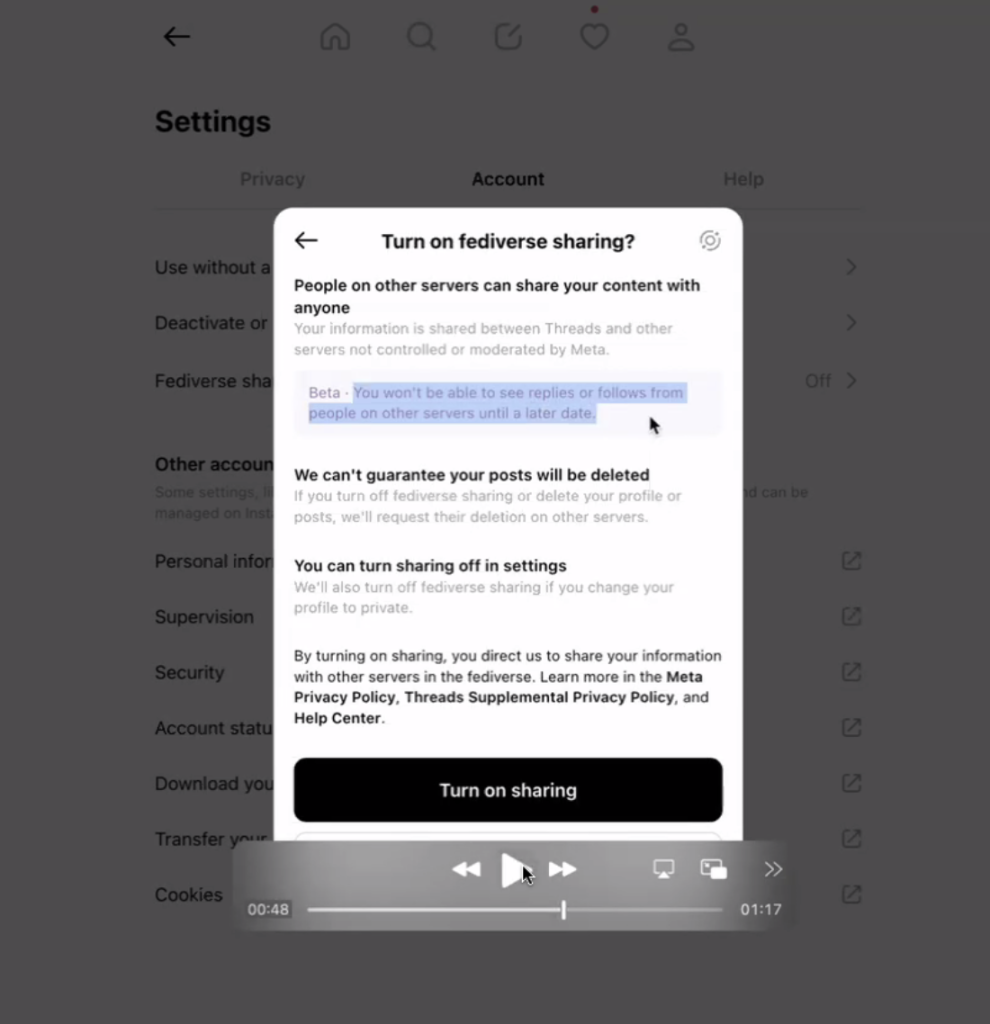 Settings
Privacy Account Help
Use without a
Deactivate or
Fediverse sha Off
Other accoun
Some settings, nd can be
managed on Inst
Personal infor
Supervision
Security
Account statu
Download you
Transfer your
Cookies
Turn on fediverse sharing?
People on other servers can share your content with
anyone
Your information is shared between Threads and other
servers not controlled or moderated by Meta.
Beta · You won't be able to see replies or follows from
people on other servers until a later date.
We can't guarantee your posts will be deleted
If you turn off fediverse sharing or delete your profile or
posts, we'll request their deletion on other servers.
You can turn sharing off in settings
We'll also turn off fediverse sharing if you change your
profile to private.
By turning on sharing, you direct us to share your information
with other servers in the fediverse. Learn more in the Meta
Privacy Policy, Threads Supplemental Privacy Policy, and
Help Center.
Turn on sharing
00:48 01:17